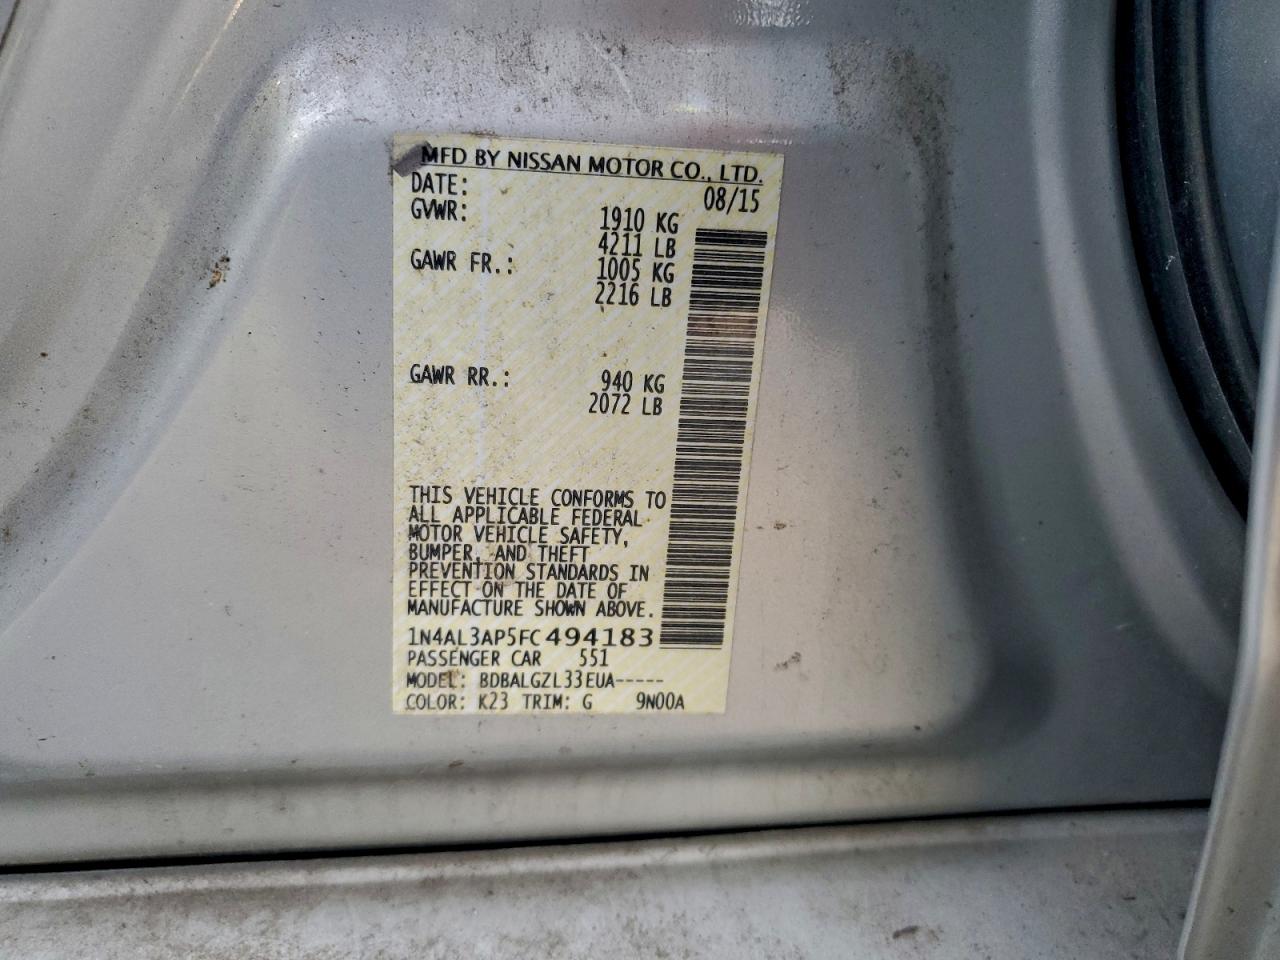 MFD BY NISSAN MOTOR CO., LTD.
DATE: 08/15
GVWR: 1910 KG
4211 LB
GAWR FR.: 1005 KG
2216 LB
GAWR RR.: 940 KG
2072 LB
THIS VEHICLE CONFORMS TO
ALL APPLICABLE FEDERAL
MOTOR VEHICLE SAFETY,
BUMPER, AND THEFT
PREVENTION STANDARDS IN
EFFECT ON THE DATE OF
MANUFACTURE SHOWN ABOVE.
1N4AL3AP5FC494183
PASSENGER CAR 551
MODEL: BDBALGZL33EUA-----
COLOR: K23 TRIM: G 9N00A